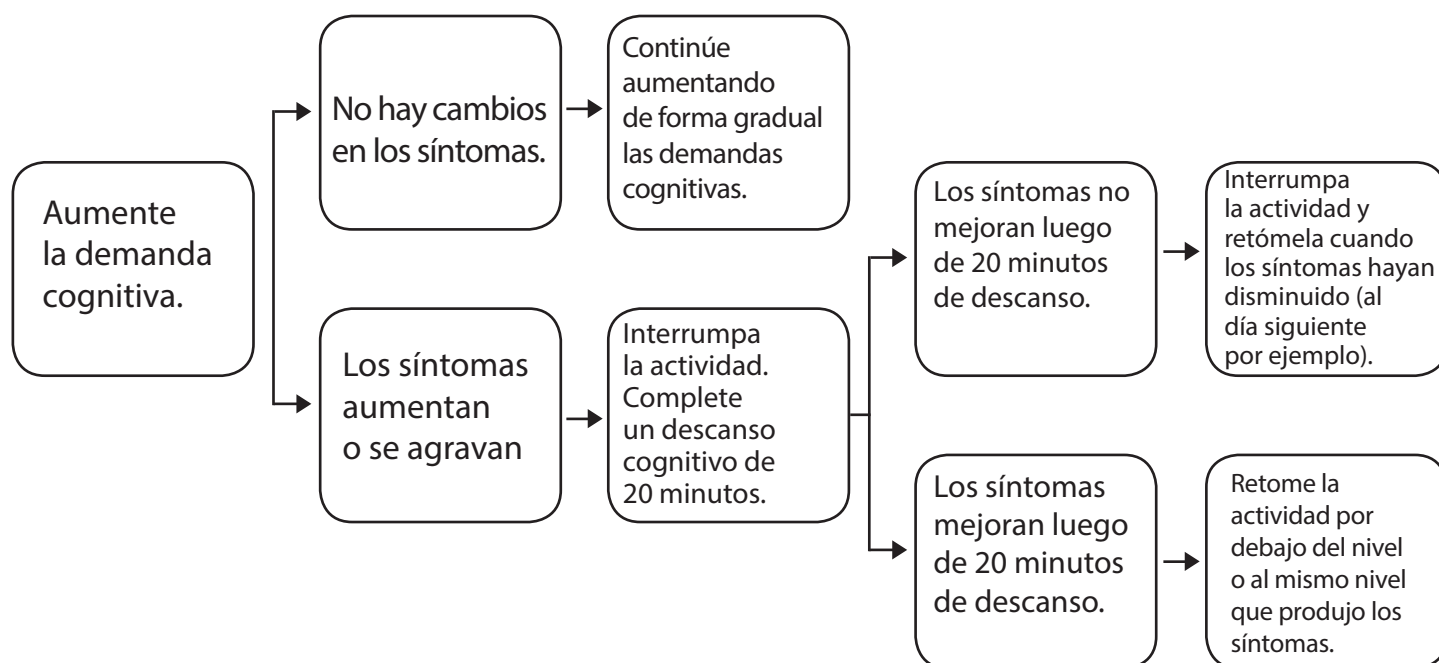 Aumente
la demanda
cognitiva.
No hay cambios
en los síntomas.
Continúe
aumentando
de forma gradual
las demandas
cognitivas.
Los síntomas
aumentan
o se agravan
Interrumpa
la actividad.
Complete
un descanso
cognitivo de
20 minutos.
Los síntomas no
mejoran luego
de 20 minutos
de descanso.
Interrumpa
la actividad y
retómela cuando
los síntomas hayan
disminuido (al
día siguiente
por ejemplo).
Los síntomas
mejoran luego
de 20 minutos
de descanso.
Retome la
actividad por
debajo del nivel
o al mismo nivel
que produjo los
síntomas.